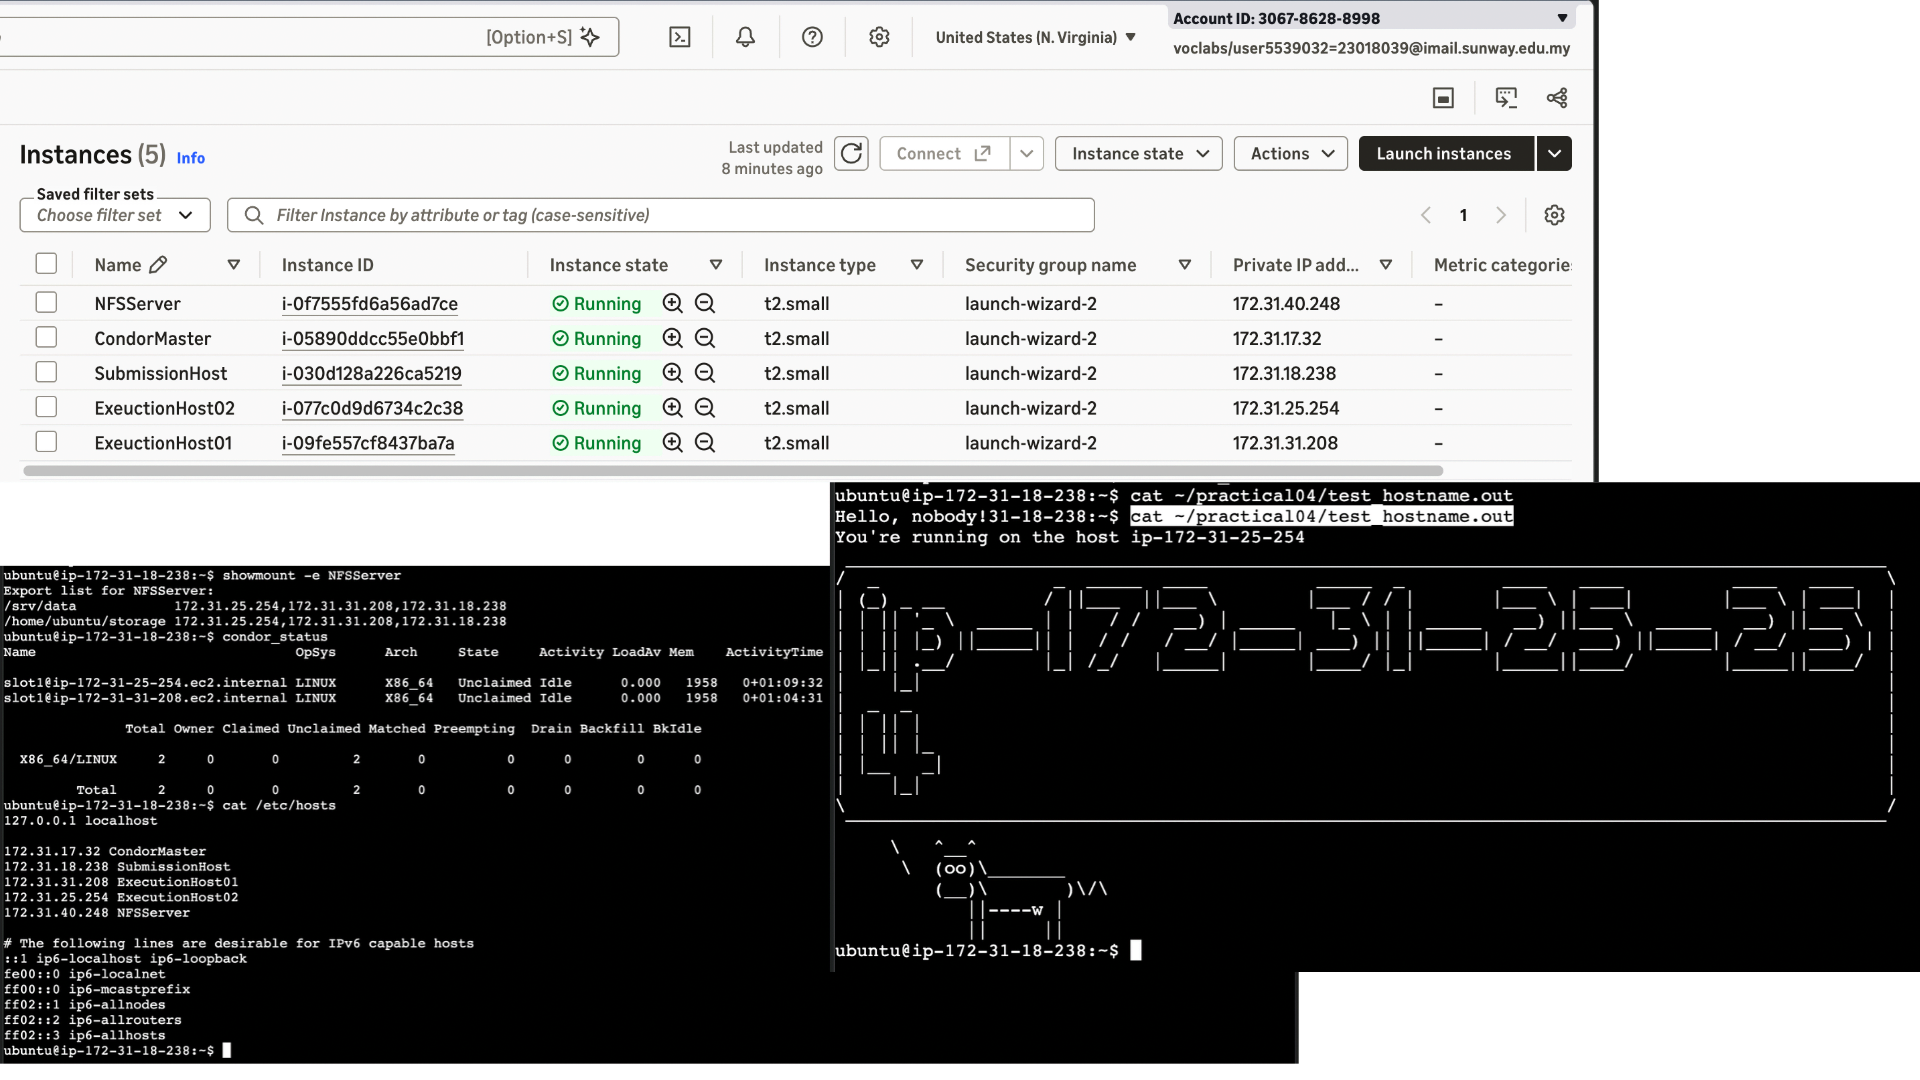 [Option+S]
United States (N. Virginia)
Account ID: 3067-8628-8998
voclabs/user5539032=23018039@imail.sunway.edu.my
Instances (5) Info
Last updated
8 minutes ago
Connect
Instance state
Actions
Launch instances
Saved filter sets
Choose filter set
Filter Instance by attribute or tag (case-sensitive)
1
Name Instance ID Instance state Instance type Security group name Private IP add... Metric categorie
NFSServer i-0f7555fd6a56ad7ce Running t2.small launch-wizard-2 172.31.40.248 –
CondorMaster i-05890ddcc55e0bbf1 Running t2.small launch-wizard-2 172.31.17.32 –
SubmissionHost i-030d128a226ca5219 Running t2.small launch-wizard-2 172.31.18.238 –
ExeuctionHost02 i-077c0d9d6734c2c38 Running t2.small launch-wizard-2 172.31.25.254 –
ExeuctionHost01 i-09fe557cf8437ba7a Running t2.small launch-wizard-2 172.31.31.208 –
ubuntu@ip-172-31-18-238:~$ showmount -e NFSServer
Export list for NFSServer:
/srv/data 172.31.25.254,172.31.31.208,172.31.18.238
/home/ubuntu/storage 172.31.25.254,172.31.31.208,172.31.18.238
ubuntu@ip-172-31-18-238:~$ condor_status
Name OpSys Arch State Activity LoadAv Mem ActivityTime
slot1@ip-172-31-25-254.ec2.internal LINUX X86_64 Unclaimed Idle 0.000 1958 0+01:09:32
slot1@ip-172-31-31-208.ec2.internal LINUX X86_64 Unclaimed Idle 0.000 1958 0+01:04:31
Total Owner Claimed Unclaimed Matched Preempting Drain Backfill BkIdle
X86_64/LINUX 2 0 0 2 0 0 0 0 0
Total 2 0 0 2 0 0 0 0 0
ubuntu@ip-172-31-18-238:~$ cat /etc/hosts
127.0.0.1 localhost
172.31.17.32 CondorMaster
172.31.18.238 SubmissionHost
172.31.31.208 ExecutionHost01
172.31.25.254 ExecutionHost02
172.31.40.248 NFSServer
# The following lines are desirable for IPv6 capable hosts
::1 ip6-localhost ip6-loopback
fe00::0 ip6-localnet
ff00::0 ip6-mcastprefix
ff02::1 ip6-allnodes
ff02::2 ip6-allrouters
ff02::3 ip6-allhosts
ubuntu@ip-172-31-18-238:~$
ubuntu@ip-172-31-18-238:~$ cat ~/practical04/test_hostname.out
Hello, nobody!31-18-238:~$ cat ~/practical04/test_hostname.out
You're running on the host ip-172-31-25-254
ip-172-31-25-25
4
ubuntu@ip-172-31-18-238:~$